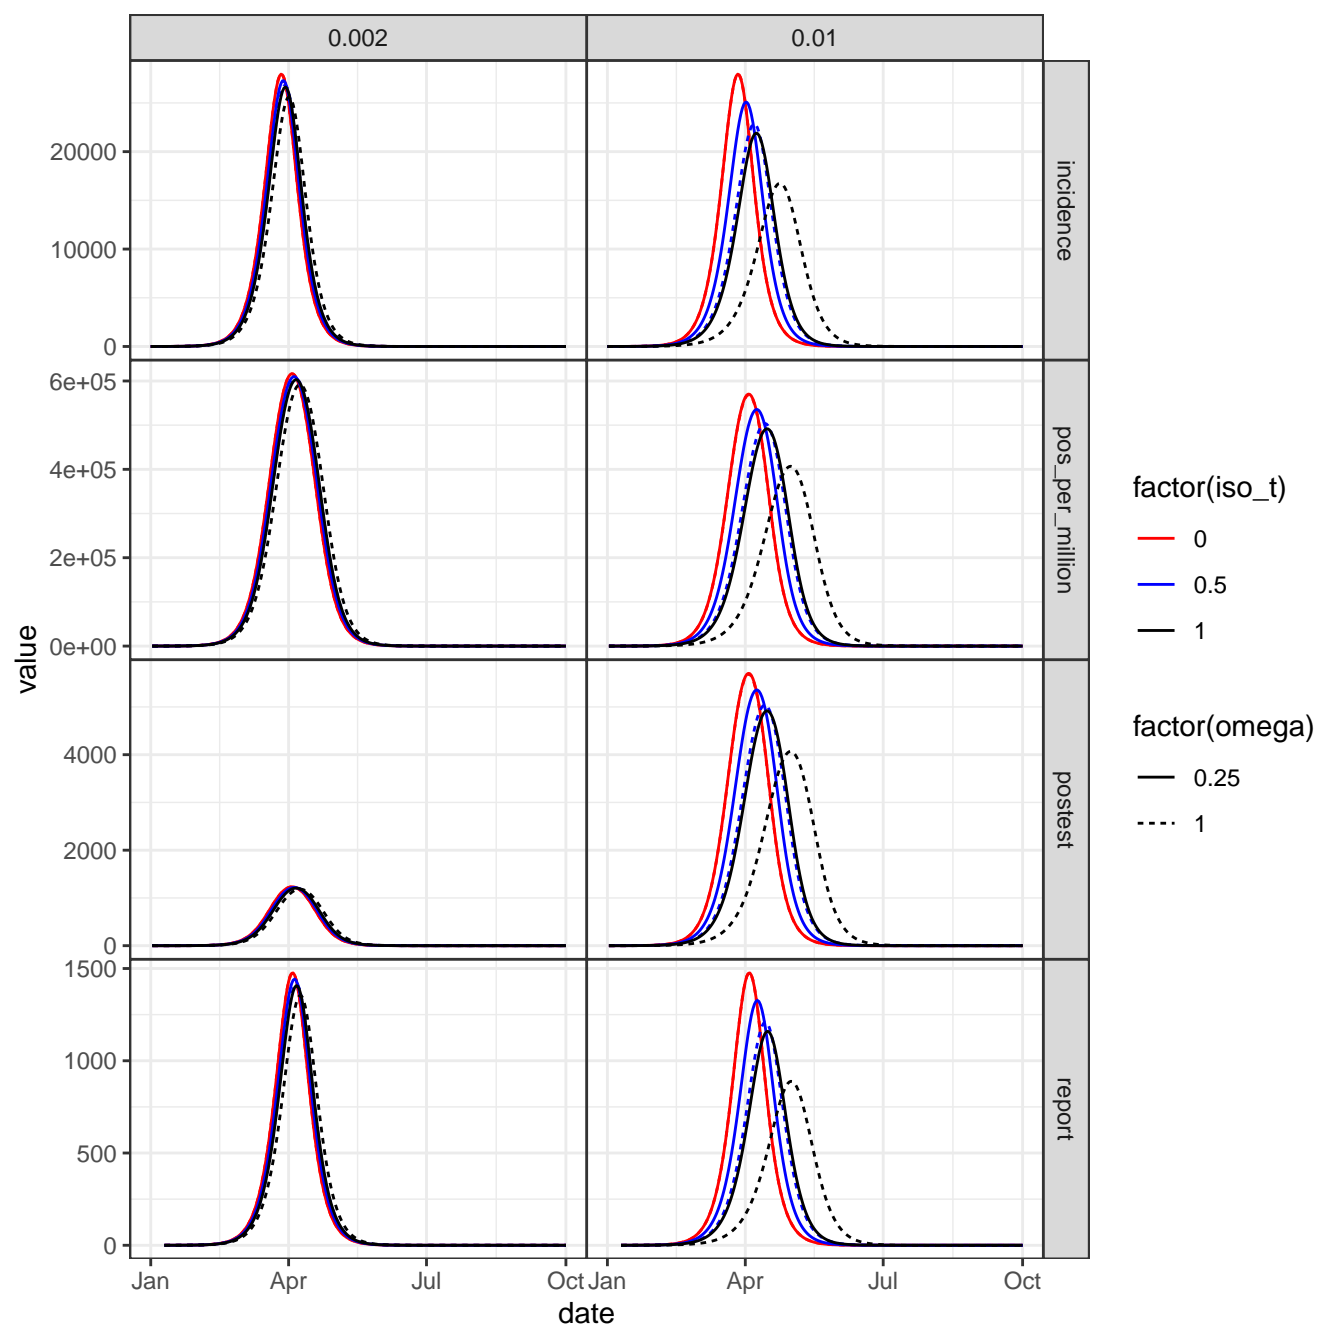 0.002
0.01
20000
10000
0
incidence
6e+05
4e+05
2e+05
0e+00
pos_per_million
4000
2000
0
postest
1500
1000
500
0
report
Jan
Apr
Jul
Oct
Jan
Apr
Jul
Oct
date
value
factor(iso_t)
0
0.5
1
factor(omega)
0.25
1